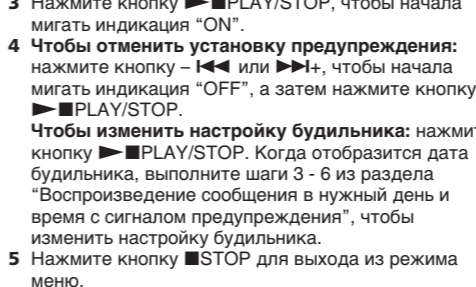 3 Нажмите кнопку ►■PLAY/STOP, чтобы начала
мигать индикация “ON”.
4 Чтобы отменить установку предупреждения:
нажмите кнопку – I◄◄ или ►►I+, чтобы начала
мигать индикация “OFF”, а затем нажмите кнопку
►■PLAY/STOP.
Чтобы изменить настройку будильника: нажмит
кнопку ►■PLAY/STOP. Когда отобразится дата
будильника, выполните шаги 3 - 6 из раздела
“Воспроизведение сообщения в нужный день и
время с сигналом предупреждения”, чтобы
изменить настройку будильника.
5 Нажмите кнопку ■STOP для выхода из режима
меню.